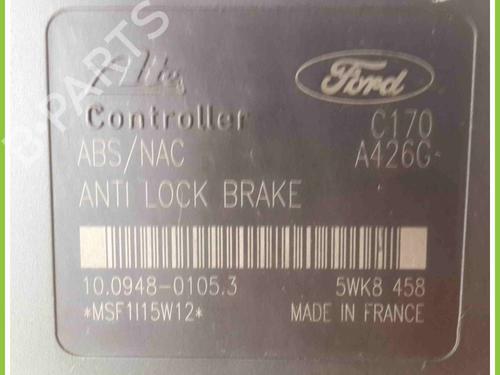 Ate
Ford
Controller C170
ABS/NAC A426G-
ANTI LOCK BRAKE
10.0948-0105.3 5WK8 458
*MSF1I15W12* MADE IN FRANCE
B-PARTS